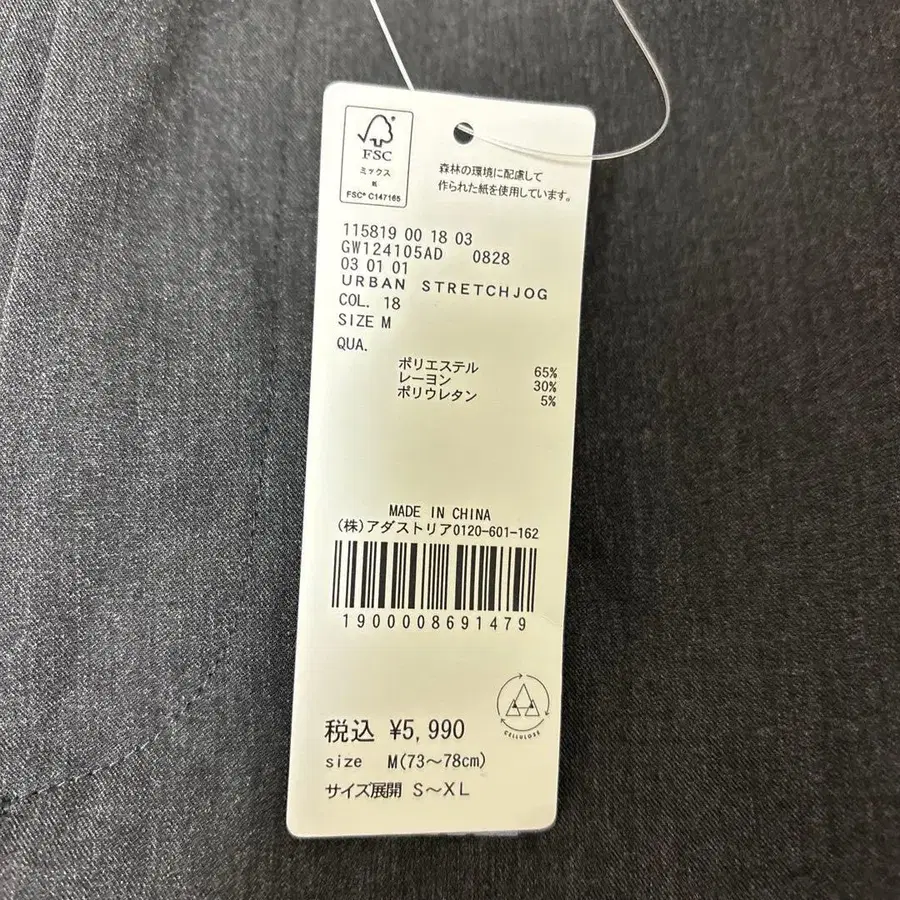 FSC®
ミックス
紙
FSC® C147165
森林の環境に配慮して
作られた紙を使用しています。
115819 00 18 03
GW124105AD 0828
03 01 01
URBAN STRETCHJOG
COL. 18
SIZE M
QUA.
ポリエステル 65%
レーヨン 30%
ポリウレタン 5%
MADE IN CHINA
(株)アダストリア0120-601-162
1900008691479
CELLULOSE
税込 ¥5,990
size M(73～78cm)
サイズ展開 S～XL